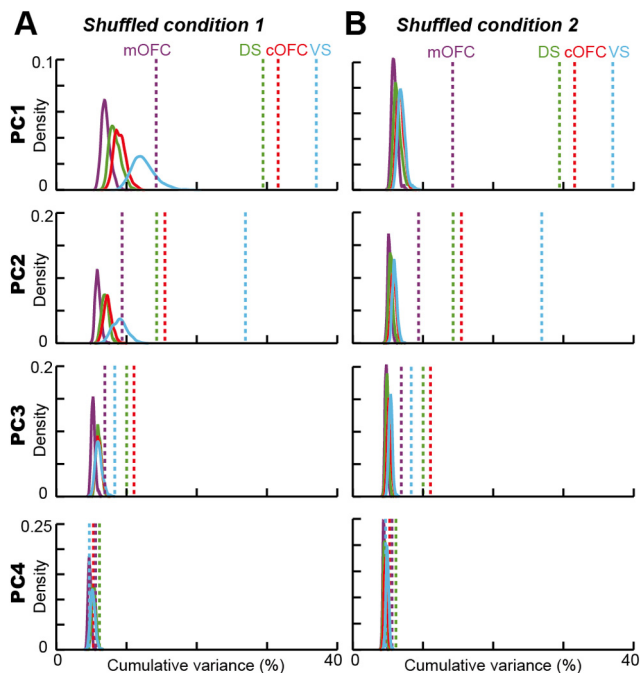 A Shuffled condition 1
B Shuffled condition 2
mOFC DS cOFC VS
mOFC DS cOFC VS
PC1
Density
0.1
0
PC2
Density
0.2
0
PC3
Density
0.2
0
PC4
Density
0.25
0
0 Cumulative variance (%) 40
0 Cumulative variance (%) 40